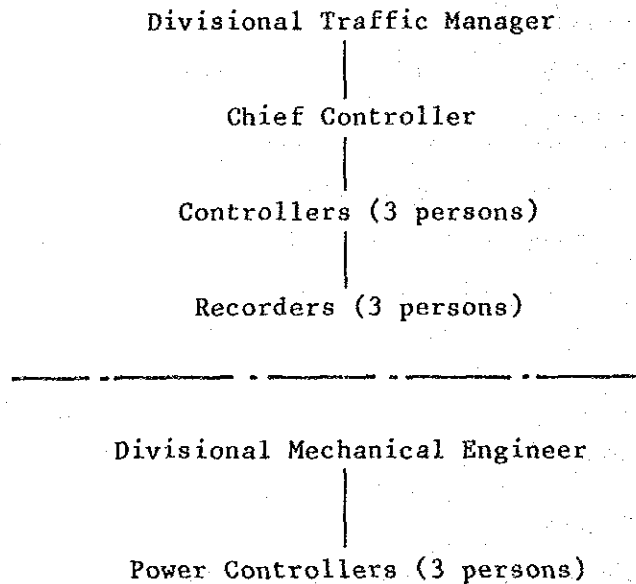 Divisional Traffic Manager
Chief Controller
Controllers (3 persons)
Recorders (3 persons)
Divisional Mechanical Engineer
Power Controllers (3 persons)